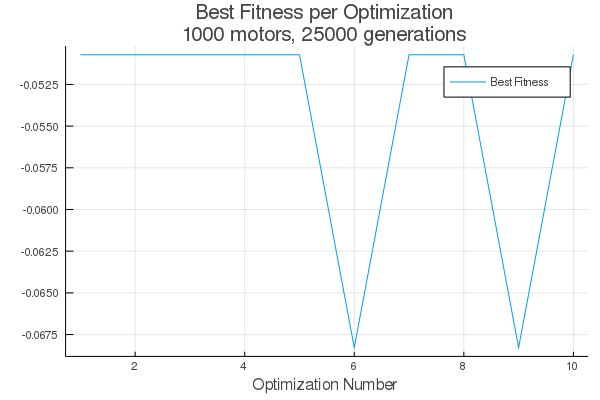 Best Fitness per Optimization
1000 motors, 25000 generations
Best Fitness
-0.0525
-0.0550
-0.0575
-0.0600
-0.0625
-0.0650
-0.0675
2 4 6 8 10
Optimization Number